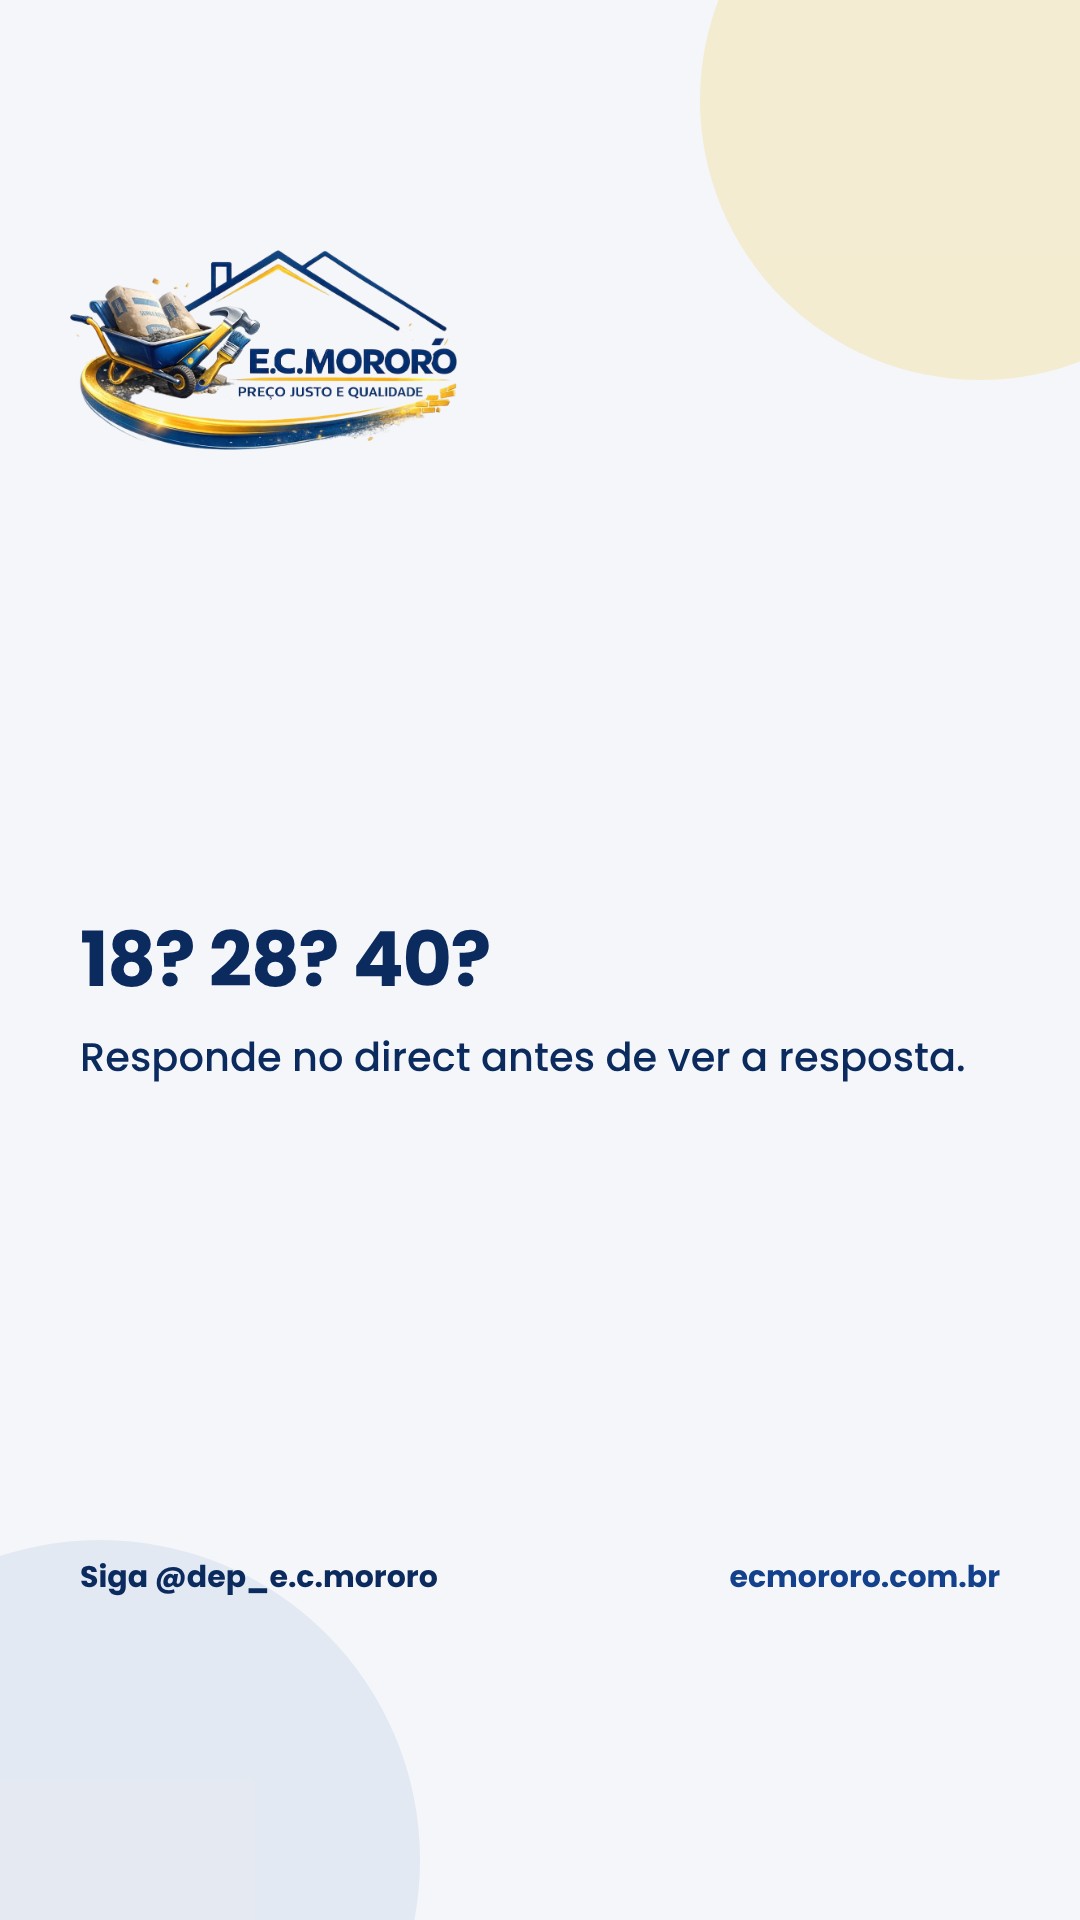 E.C.MORORÓ
PREÇO JUSTO E QUALIDADE
18? 28? 40?
Responde no direct antes de ver a resposta.
Siga @dep_e.c.mororo
ecmororo.com.br